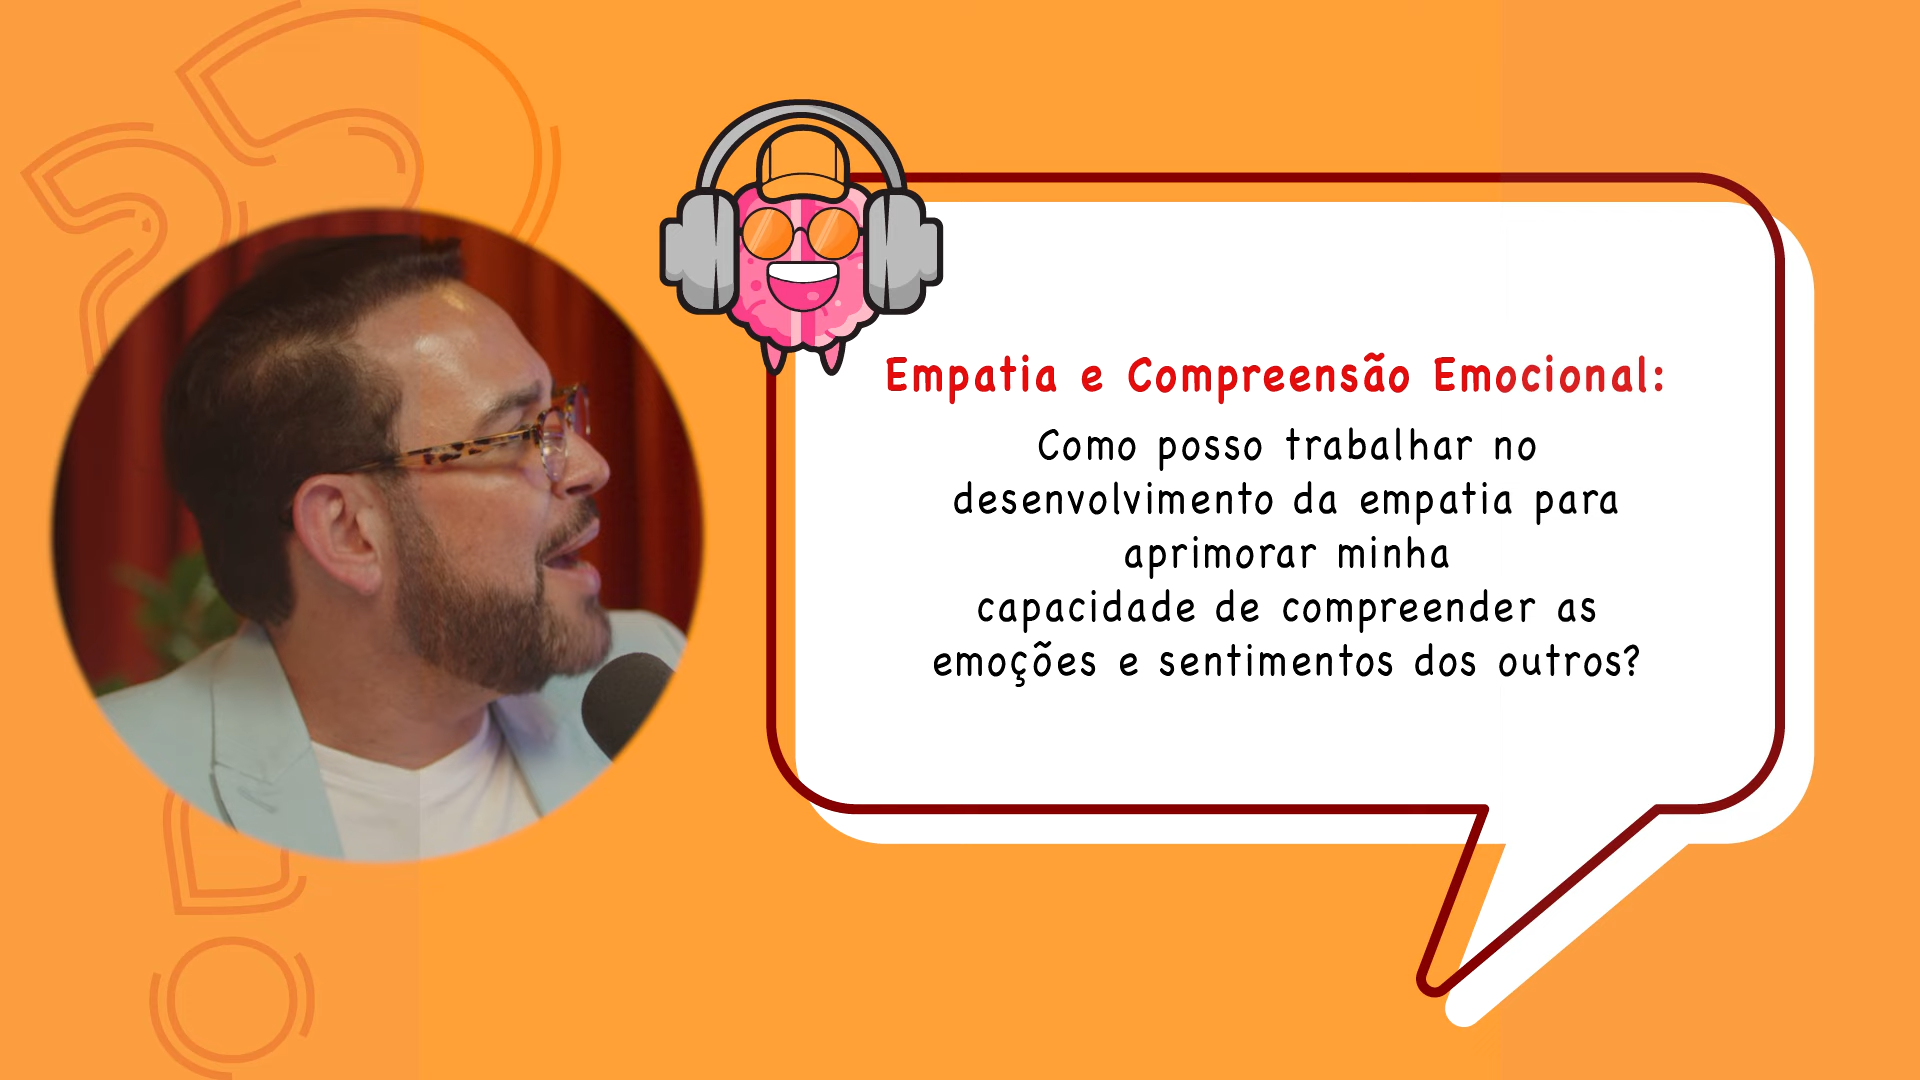 Empatia e Compreensão Emocional:
Como posso trabalhar no
desenvolvimento da empatia para
aprimorar minha
capacidade de compreender as
emoções e sentimentos dos outros?